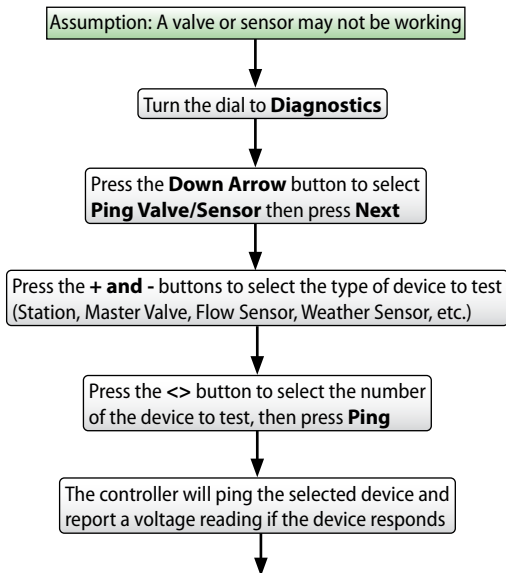 Assumption: A valve or sensor may not be working
Turn the dial to Diagnostics
Press the Down Arrow button to select
Ping Valve/Sensor then press Next
Press the + and - buttons to select the type of device to test
(Station, Master Valve, Flow Sensor, Weather Sensor, etc.)
Press the <> button to select the number
of the device to test, then press Ping
The controller will ping the selected device and
report a voltage reading if the device responds